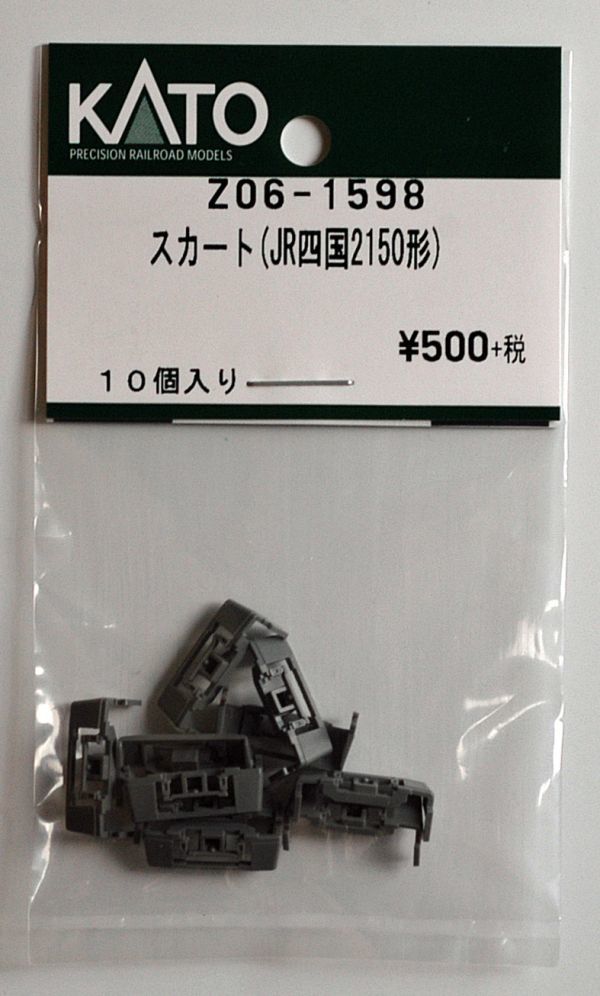 KATO
PRECISION RAILROAD MODELS
Z06-1598
スカート(JR四国2150形)
¥500+税
10個入り